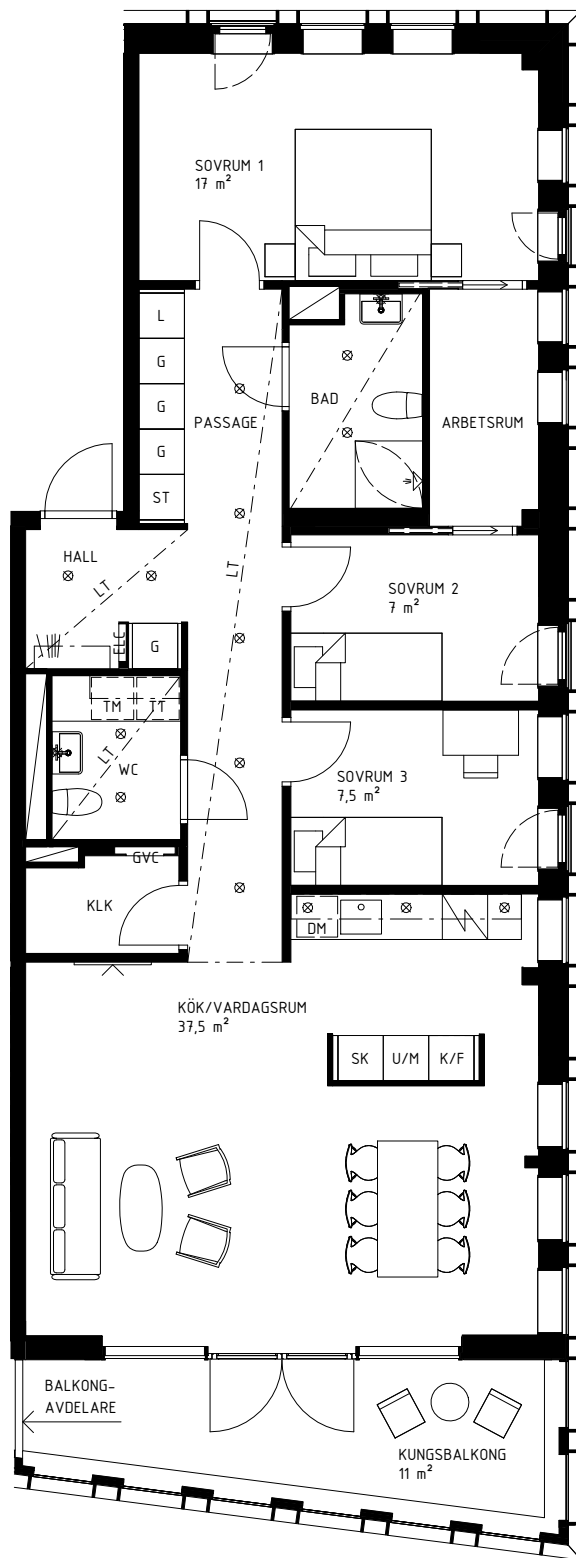 SOVRUM 1
17 m²
L
G
G
G
ST
PASSAGE
BAD
ARBETSRUM
HALL
LT
LT
ELC
G
SOVRUM 2
7 m²
TM
TT
LT
WC
SOVRUM 3
7,5 m²
GVC
KLK
DM
KÖK/VARDAGSRUM
37,5 m²
SK
U/M
K/F
BALKONG-
AVDELARE
KUNGSBALKONG
11 m²